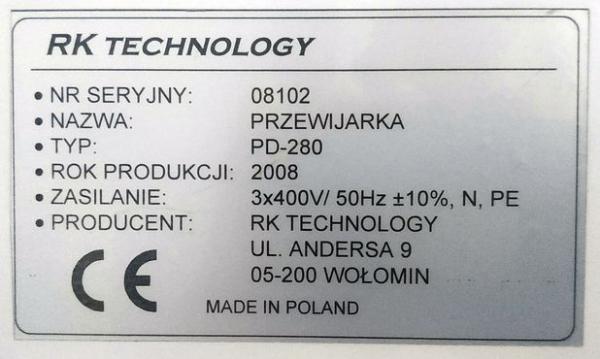 RK TECHNOLOGY
• NR SERYJNY: 08102
• NAZWA: PRZEWIJARKA
• TYP: PD-280
• ROK PRODUKCJI: 2008
• ZASILANIE: 3x400V/ 50Hz ±10%, N, PE
• PRODUCENT: RK TECHNOLOGY
UL. ANDERSA 9
05-200 WOŁOMIN
CE MADE IN POLAND